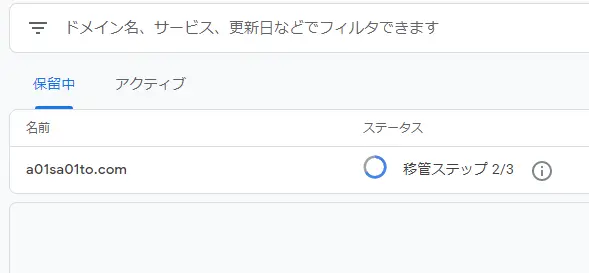 ドメイン名、サービス、更新日などでフィルタできます
保留中 アクティブ
名前 ステータス
a01sa01to.com 移管ステップ 2/3